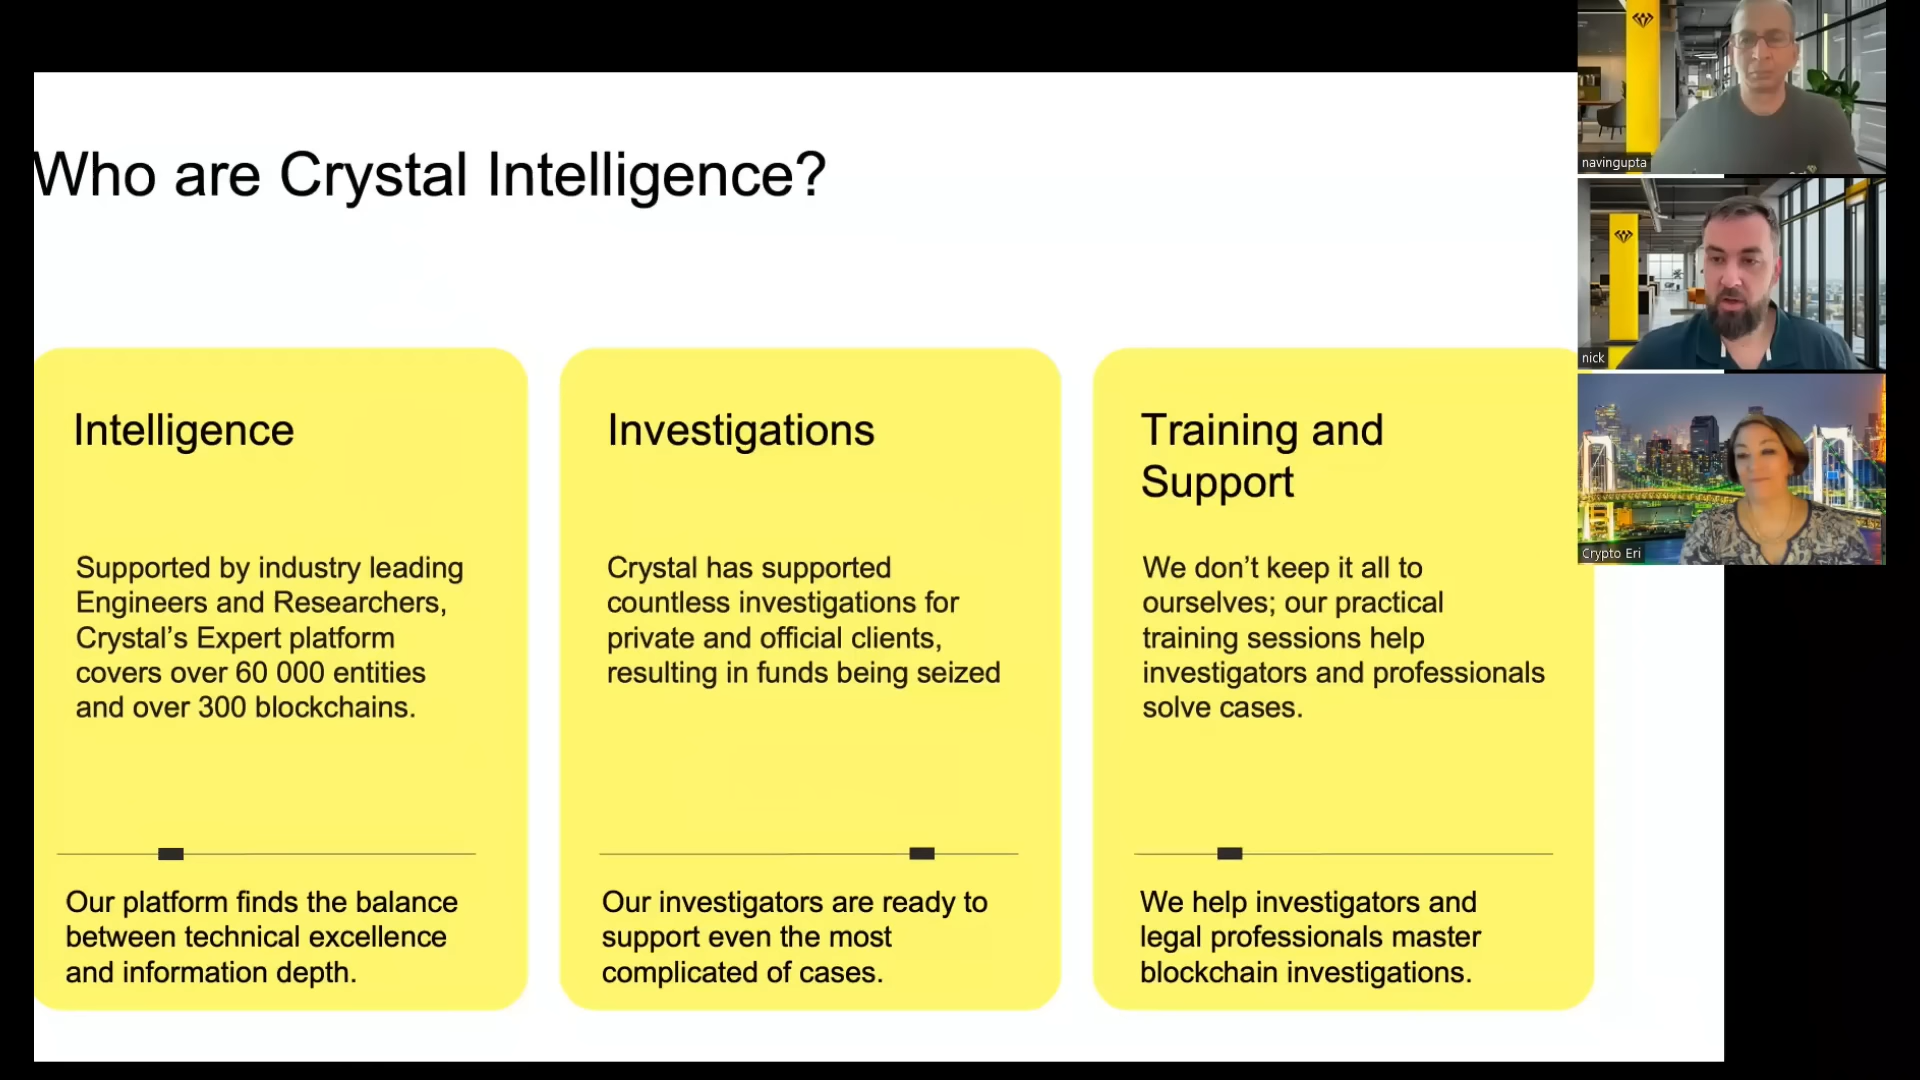 Who are Crystal Intelligence?
Intelligence
Supported by industry leading
Engineers and Researchers,
Crystal’s Expert platform
covers over 60 000 entities
and over 300 blockchains.
Our platform finds the balance
between technical excellence
and information depth.
Investigations
Crystal has supported
countless investigations for
private and official clients,
resulting in funds being seized
Our investigators are ready to
support even the most
complicated of cases.
Training and
Support
We don’t keep it all to
ourselves; our practical
training sessions help
investigators and professionals
solve cases.
We help investigators and
legal professionals master
blockchain investigations.
navingupta
nick
Crypto Eri